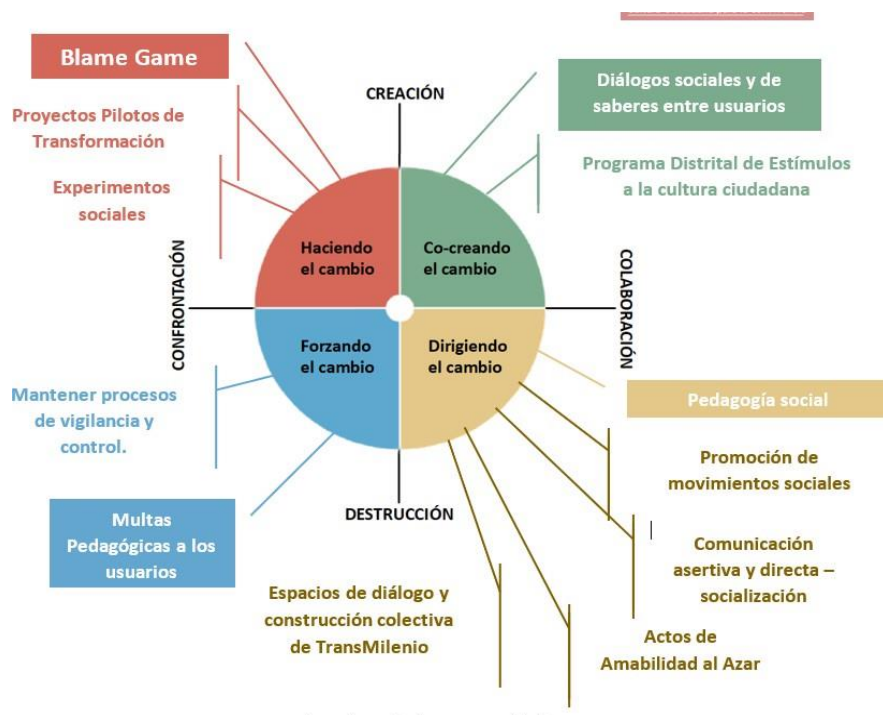 Blame Game
Proyectos Pilotos de
Transformación
Experimentos
sociales
CREACIÓN
Diálogos sociales y de
saberes entre usuarios
Programa Distrital de Estímulos
a la cultura ciudadana
CONFRONTACIÓN
Haciendo
el cambio
Co-creando
el cambio
COLABORACIÓN
Forzando
el cambio
Dirigiendo
el cambio
Mantener procesos
de vigilancia y
control.
Multas
Pedagógicas a los
usuarios
DESTRUCCIÓN
Pedagogía social
Promoción de
movimientos sociales
Comunicación
asertiva y directa –
socialización
Espacios de diálogo y
construcción colectiva
de TransMilenio
Actos de
Amabilidad al Azar